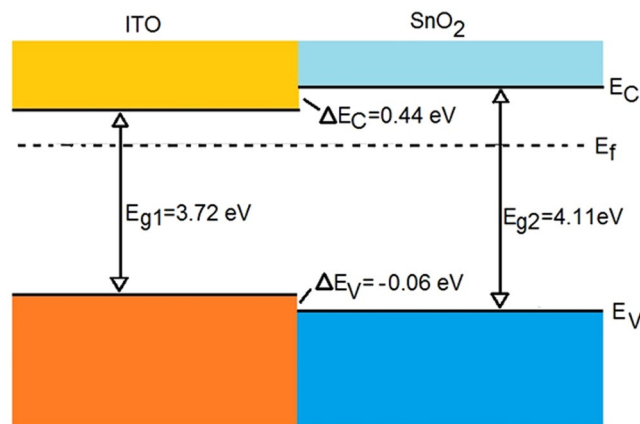 ITO
SnO2
EC
ΔEC=0.44 eV
Ef
Eg1=3.72 eV
Eg2=4.11eV
ΔEV=-0.06 eV
EV